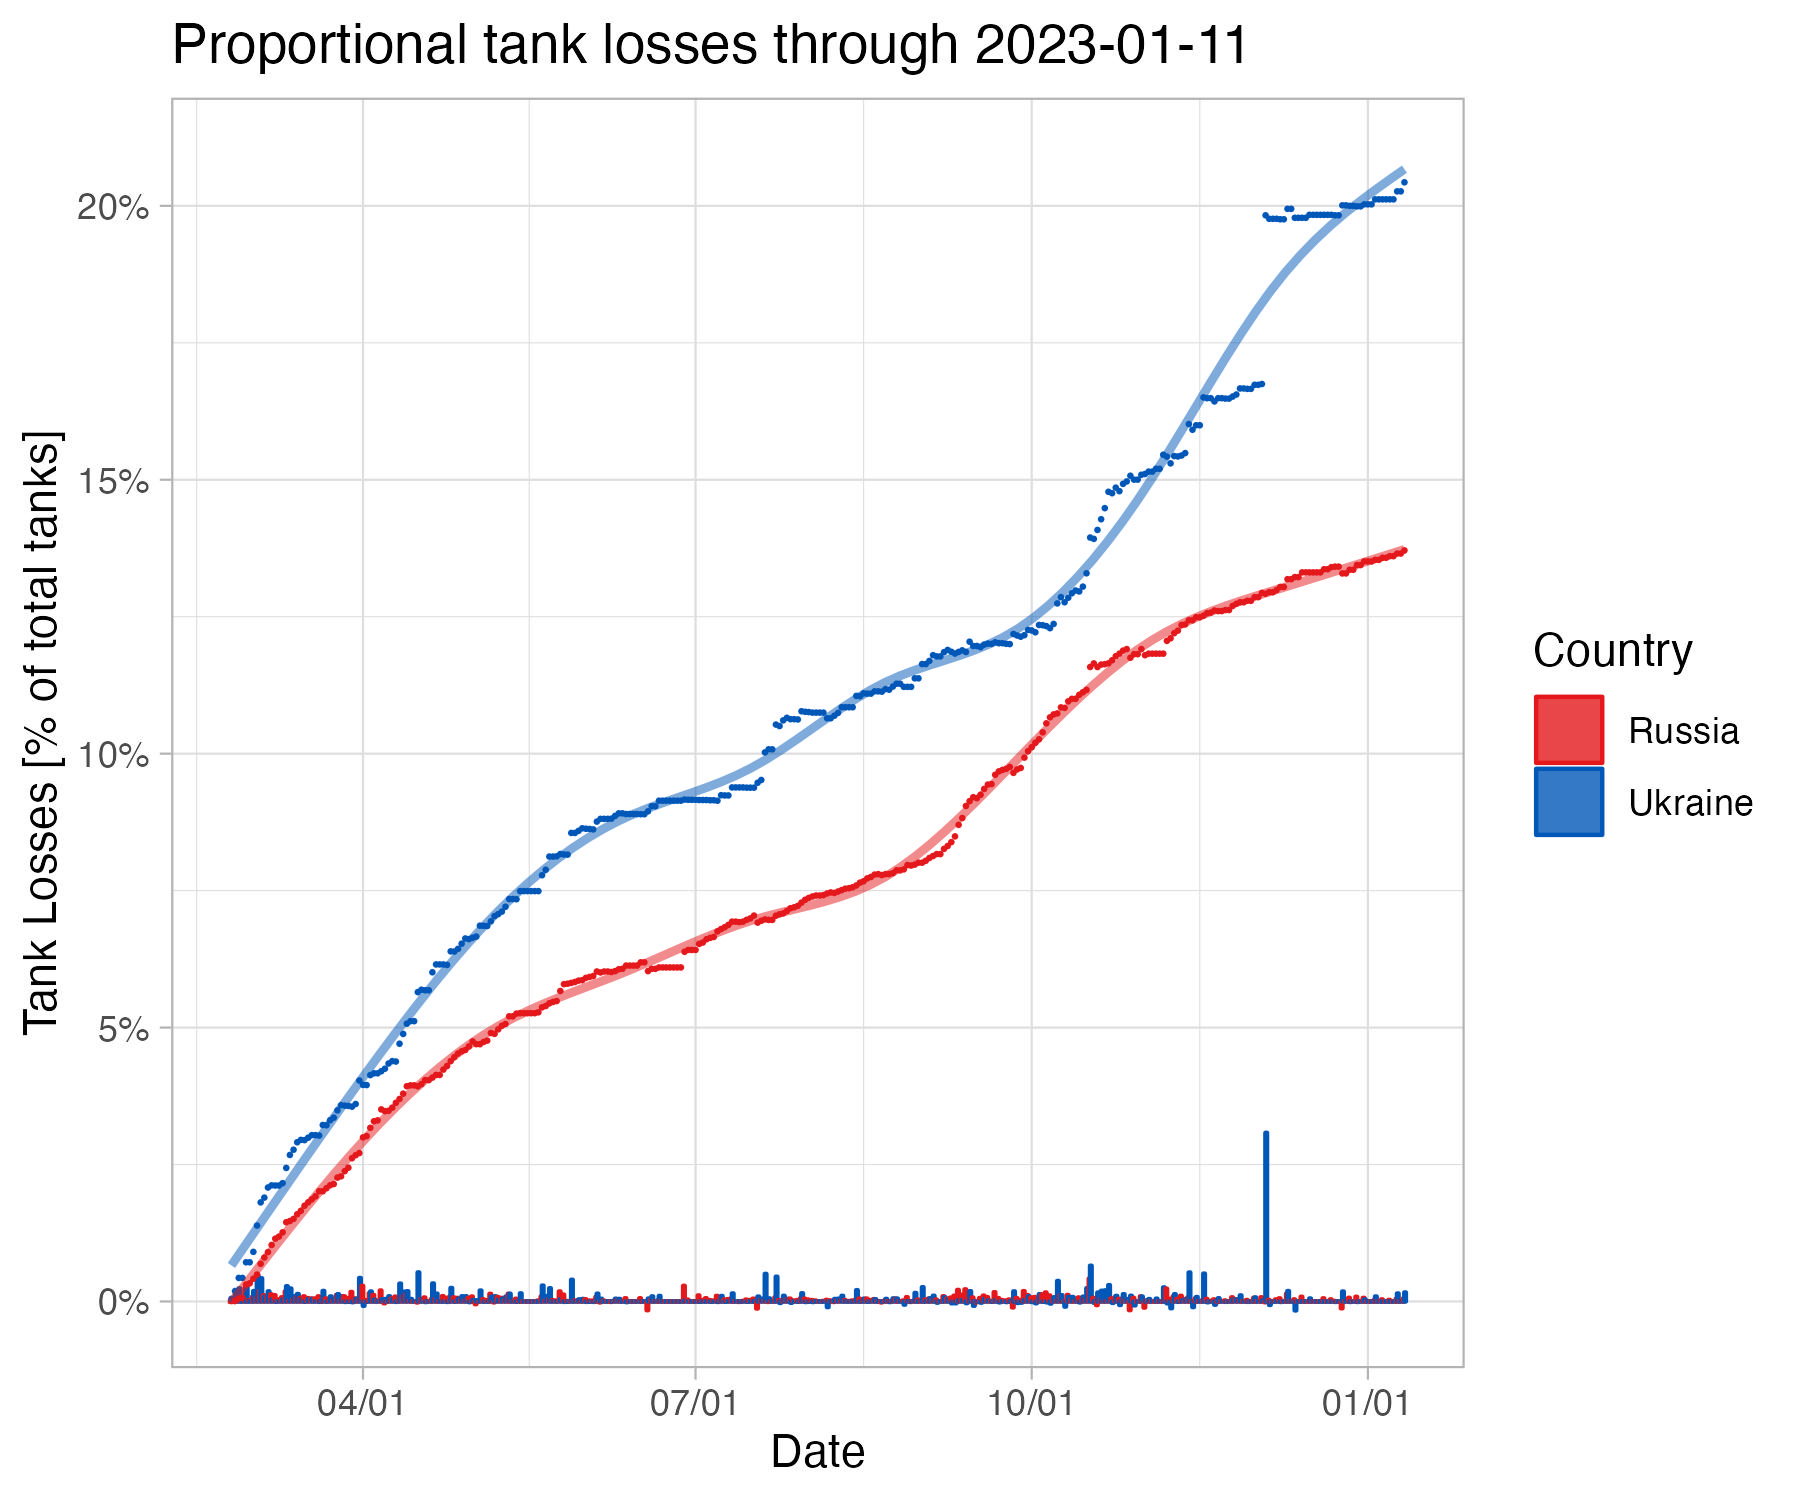 Proportional tank losses through 2023-01-11
Tank Losses [% of total tanks]
20%
15%
10%
5%
0%
04/01
07/01
10/01
01/01
Date
Country
Russia
Ukraine